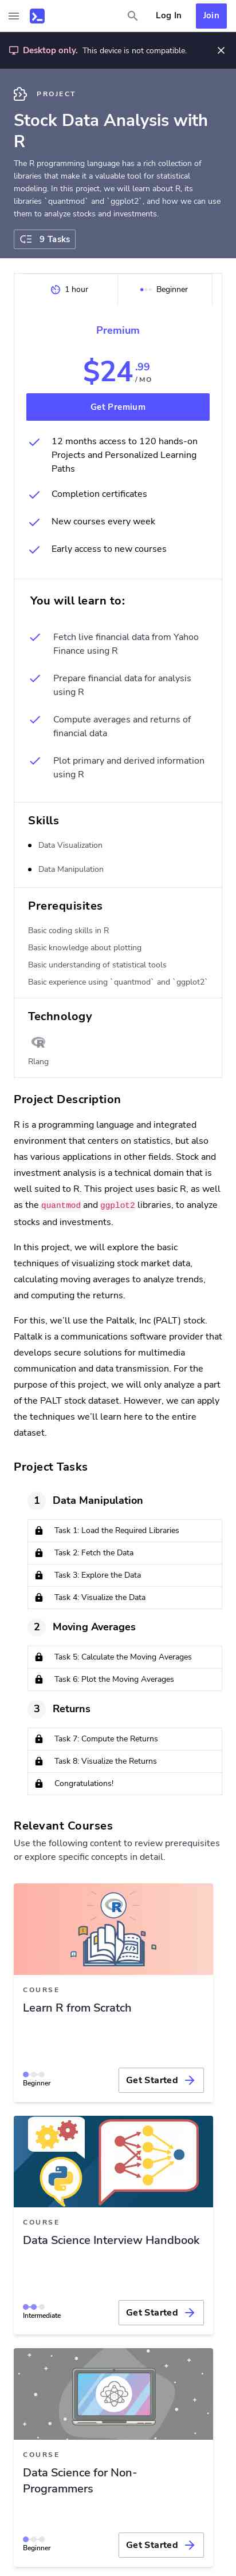 Log In
Join
Desktop only. This device is not compatible.
PROJECT
Stock Data Analysis with
R
The R programming language has a rich collection of
libraries that make it a valuable tool for statistical
modeling. In this project, we will learn about R, its
libraries `quantmod` and `ggplot2`, and how we can use
them to analyze stocks and investments.
9 Tasks
1 hour
Beginner
Premium
$24.99
/MO
Get Premium
12 months access to 120 hands-on
Projects and Personalized Learning
Paths
Completion certificates
New courses every week
Early access to new courses
You will learn to:
Fetch live financial data from Yahoo
Finance using R
Prepare financial data for analysis
using R
Compute averages and returns of
financial data
Plot primary and derived information
using R
Skills
Data Visualization
Data Manipulation
Prerequisites
Basic coding skills in R
Basic knowledge about plotting
Basic understanding of statistical tools
Basic experience using `quantmod` and `ggplot2`
Technology
R
Rlang
Project Description
R is a programming language and integrated
environment that centers on statistics, but also
has various applications in other fields. Stock and
investment analysis is a technical domain that is
well suited to R. This project uses basic R, as well
as the quantmod and ggplot2 libraries, to analyze
stocks and investments.
In this project, we will explore the basic
techniques of visualizing stock market data,
calculating moving averages to analyze trends,
and computing the returns.
For this, we’ll use the Paltalk, Inc (PALT) stock.
Paltalk is a communications software provider that
develops secure solutions for multimedia
communication and data transmission. For the
purpose of this project, we will only analyze a part
of the PALT stock dataset. However, we can apply
the techniques we’ll learn here to the entire
dataset.
Project Tasks
1 Data Manipulation
Task 1: Load the Required Libraries
Task 2: Fetch the Data
Task 3: Explore the Data
Task 4: Visualize the Data
2 Moving Averages
Task 5: Calculate the Moving Averages
Task 6: Plot the Moving Averages
3 Returns
Task 7: Compute the Returns
Task 8: Visualize the Returns
Congratulations!
Relevant Courses
Use the following content to review prerequisites
or explore specific concepts in detail.
R
COURSE
Learn R from Scratch
Beginner
Get Started
COURSE
Data Science Interview Handbook
Intermediate
Get Started
COURSE
Data Science for Non-
Programmers
Beginner
Get Started